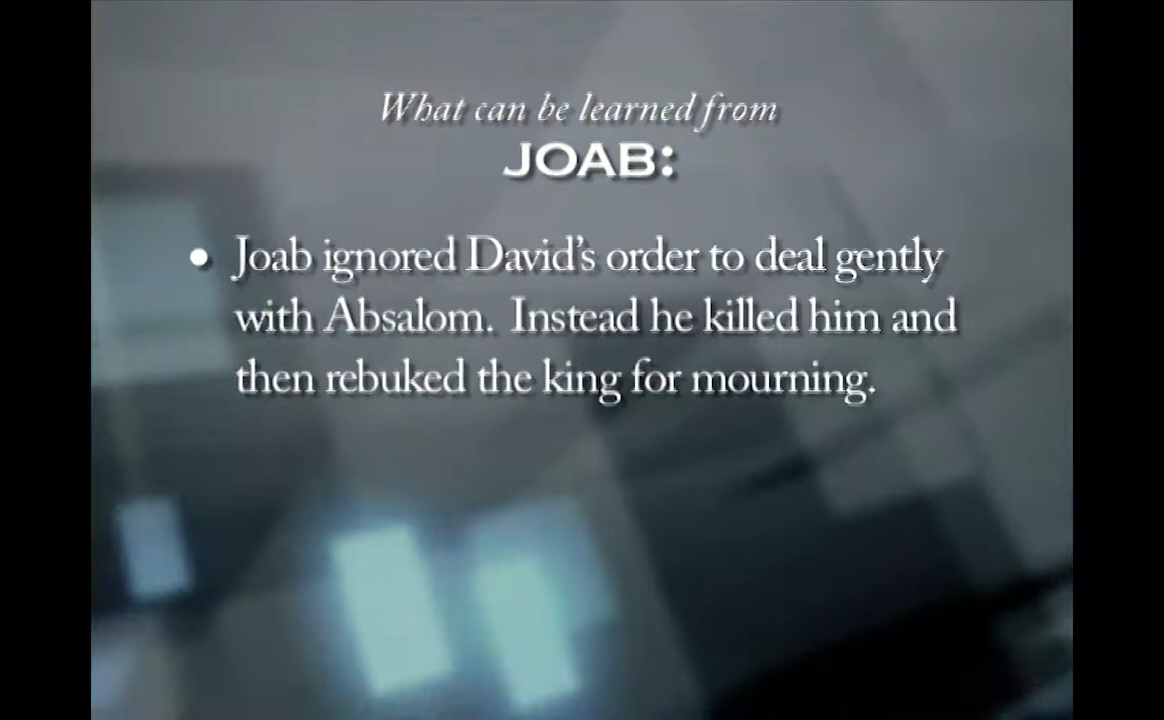 What can be learned from
JOAB:
• Joab ignored David's order to deal gently
with Absalom. Instead he killed him and
then rebuked the king for mourning.